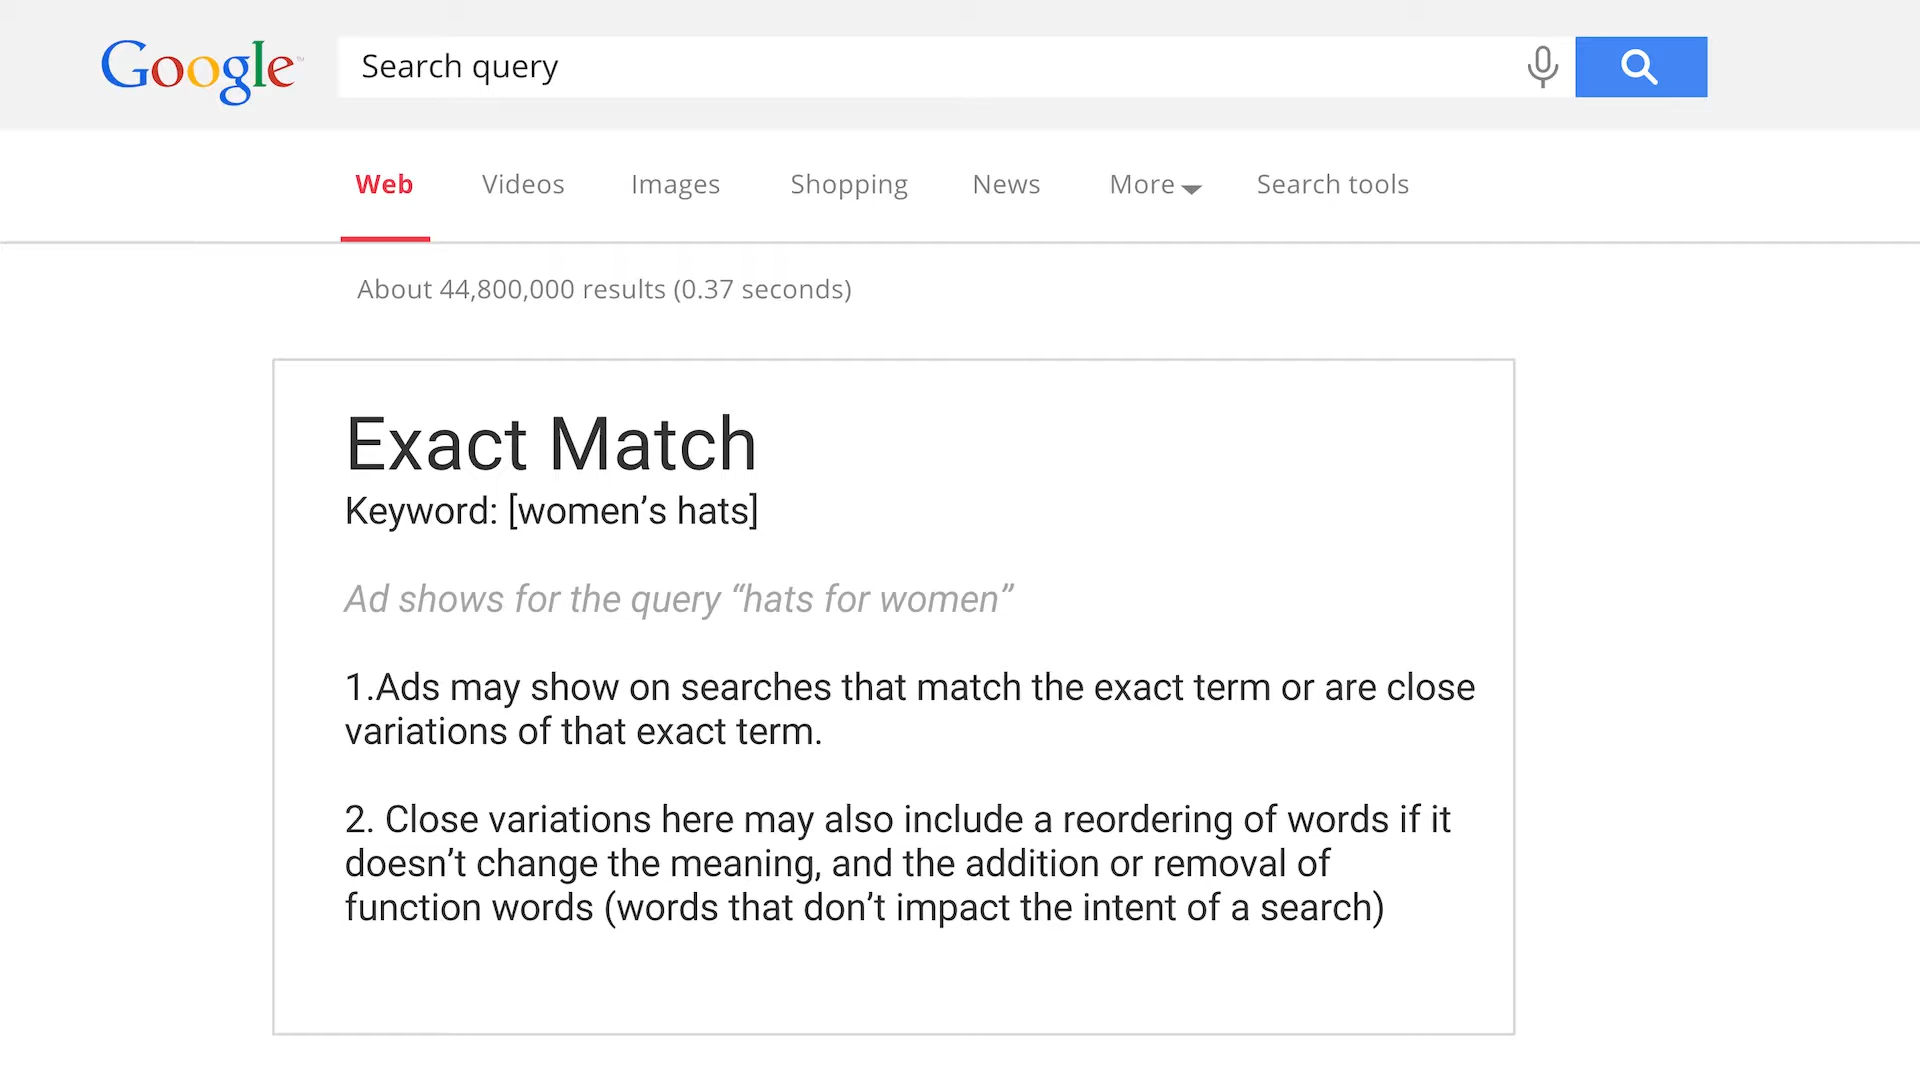 Google™
Search query
Web Videos Images Shopping News More Search tools
About 44,800,000 results (0.37 seconds)
Exact Match
Keyword: [women’s hats]
Ad shows for the query “hats for women”
1.Ads may show on searches that match the exact term or are close
variations of that exact term.
2. Close variations here may also include a reordering of words if it
doesn’t change the meaning, and the addition or removal of
function words (words that don’t impact the intent of a search)